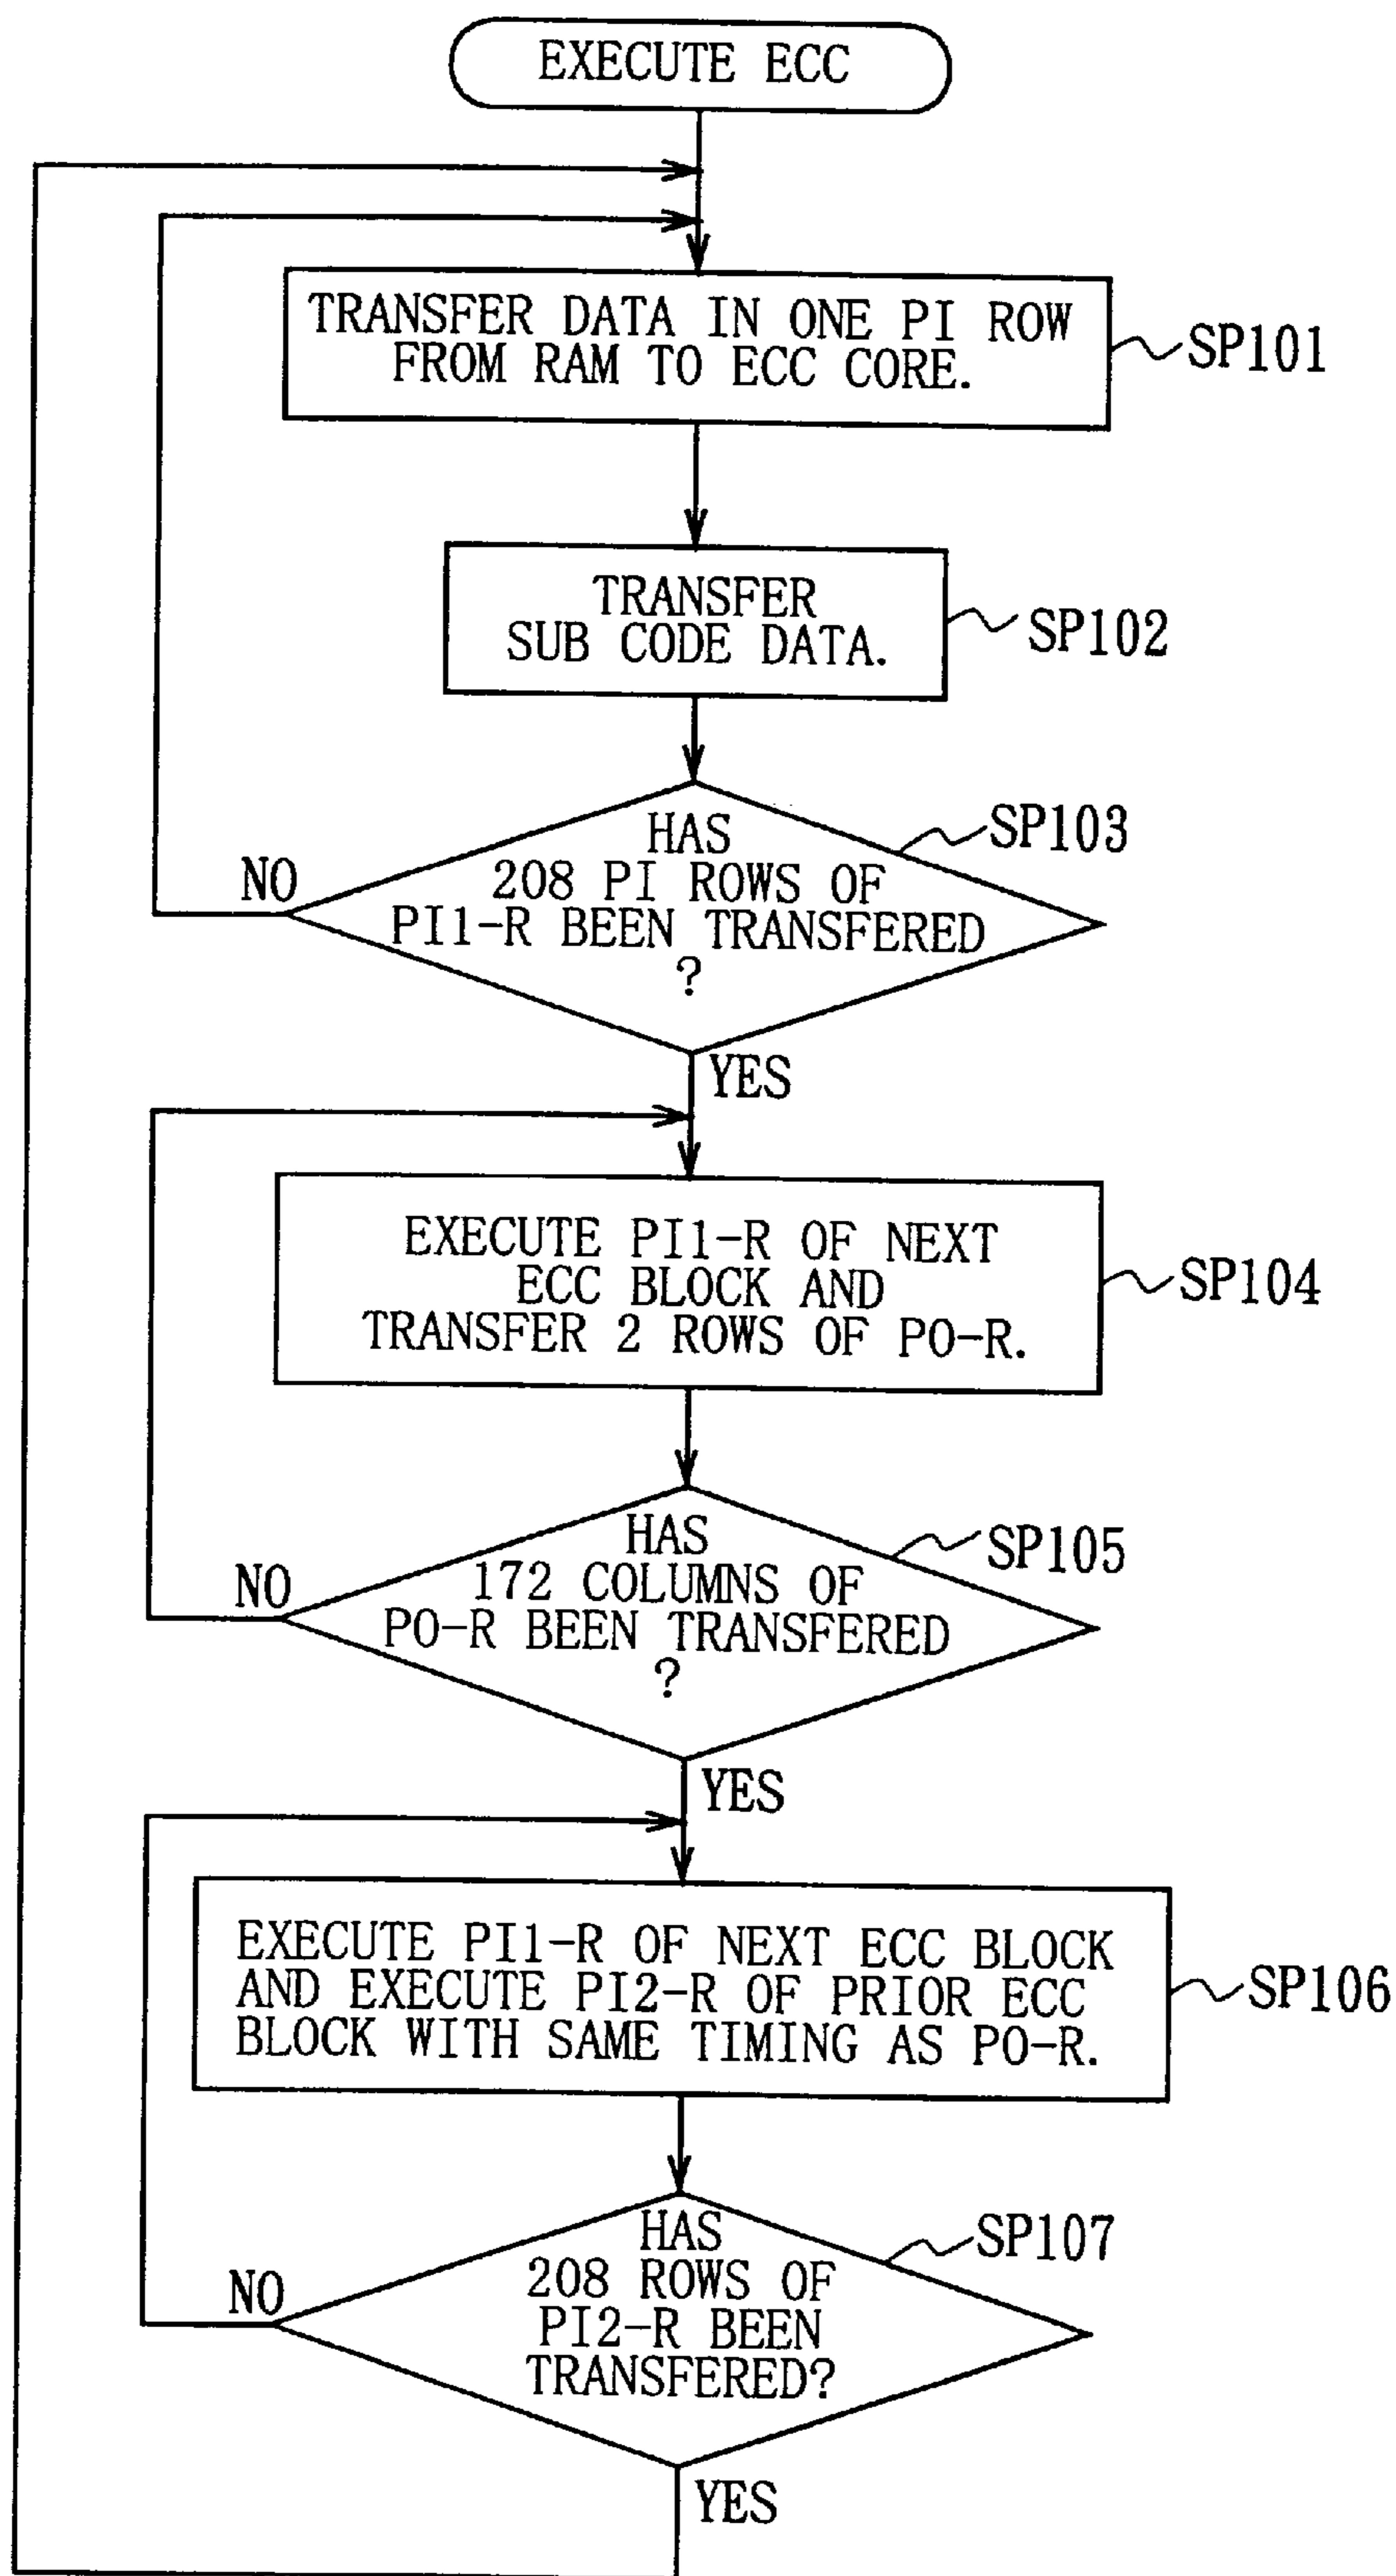 EXECUTE ECC
TRANSFER DATA IN ONE PI ROW
FROM RAM TO ECC CORE.
SP101
TRANSFER
SUB CODE DATA.
SP102
HAS
208 PI ROWS OF
PI1-R BEEN TRANSFERED
?
SP103
NO
YES
EXECUTE PI1-R OF NEXT
ECC BLOCK AND
TRANSFER 2 ROWS OF PO-R.
SP104
HAS
172 COLUMNS OF
PO-R BEEN TRANSFERED
?
SP105
NO
YES
EXECUTE PI1-R OF NEXT ECC BLOCK
AND EXECUTE PI2-R OF PRIOR ECC
BLOCK WITH SAME TIMING AS PO-R.
SP106
HAS
208 ROWS OF
PI2-R BEEN
TRANSFERED?
SP107
NO
YES